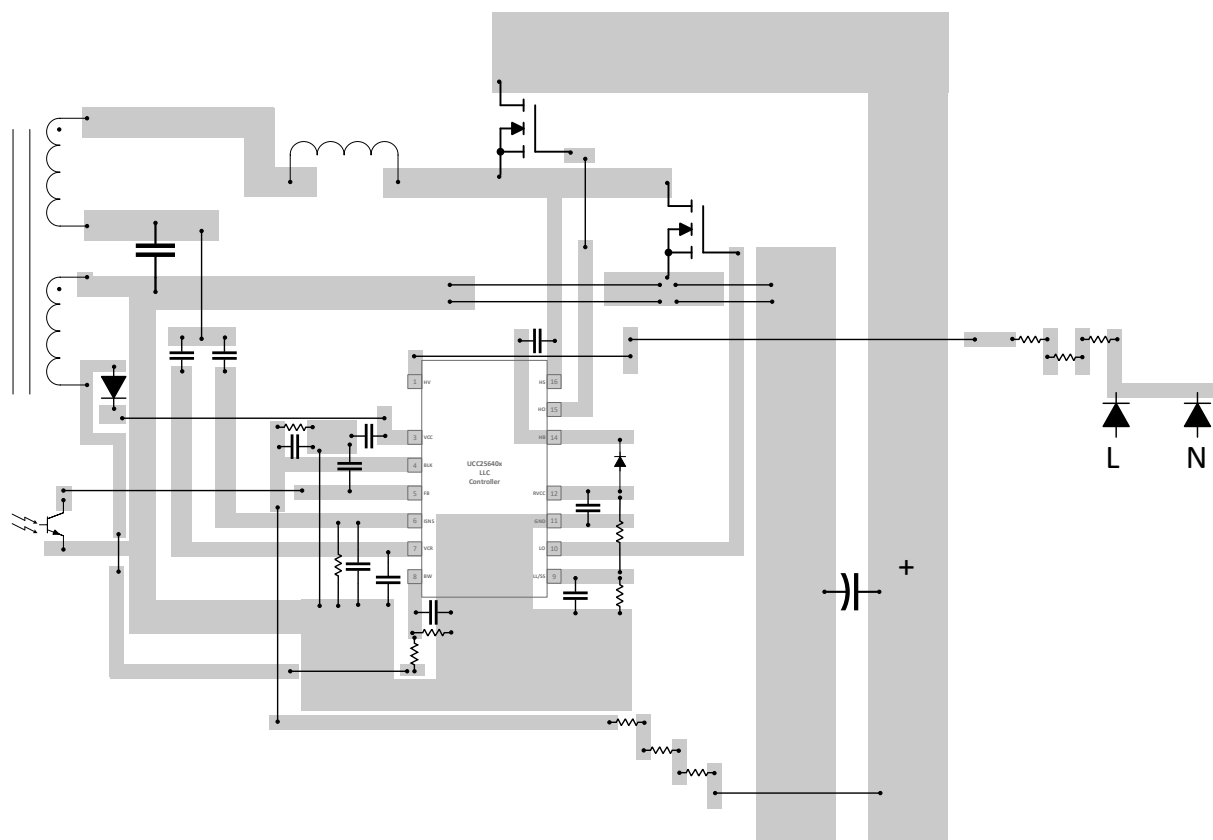 1 HV
HS 16
HO 15
3 VCC
HB 14
4 BLK
UCC25640x
LLC
Controller
5 FB
RVCC 12
6 ISNS
GND 11
7 VCR
LO 10
8 BW
LL/SS 9
L
N
+